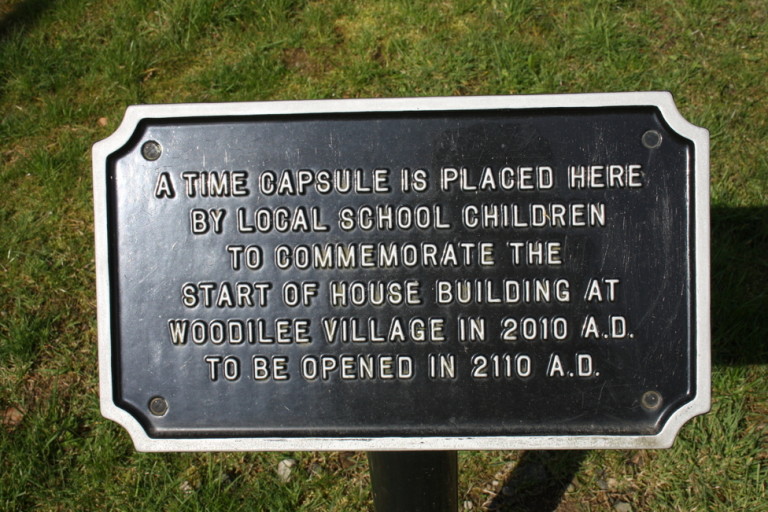 A TIME CAPSULE IS PLACED HERE
BY LOCAL SCHOOL CHILDREN
TO COMMEMORATE THE
START OF HOUSE BUILDING AT
WOODILEE VILLAGE IN 2010 A.D.
TO BE OPENED IN 2110 A.D.